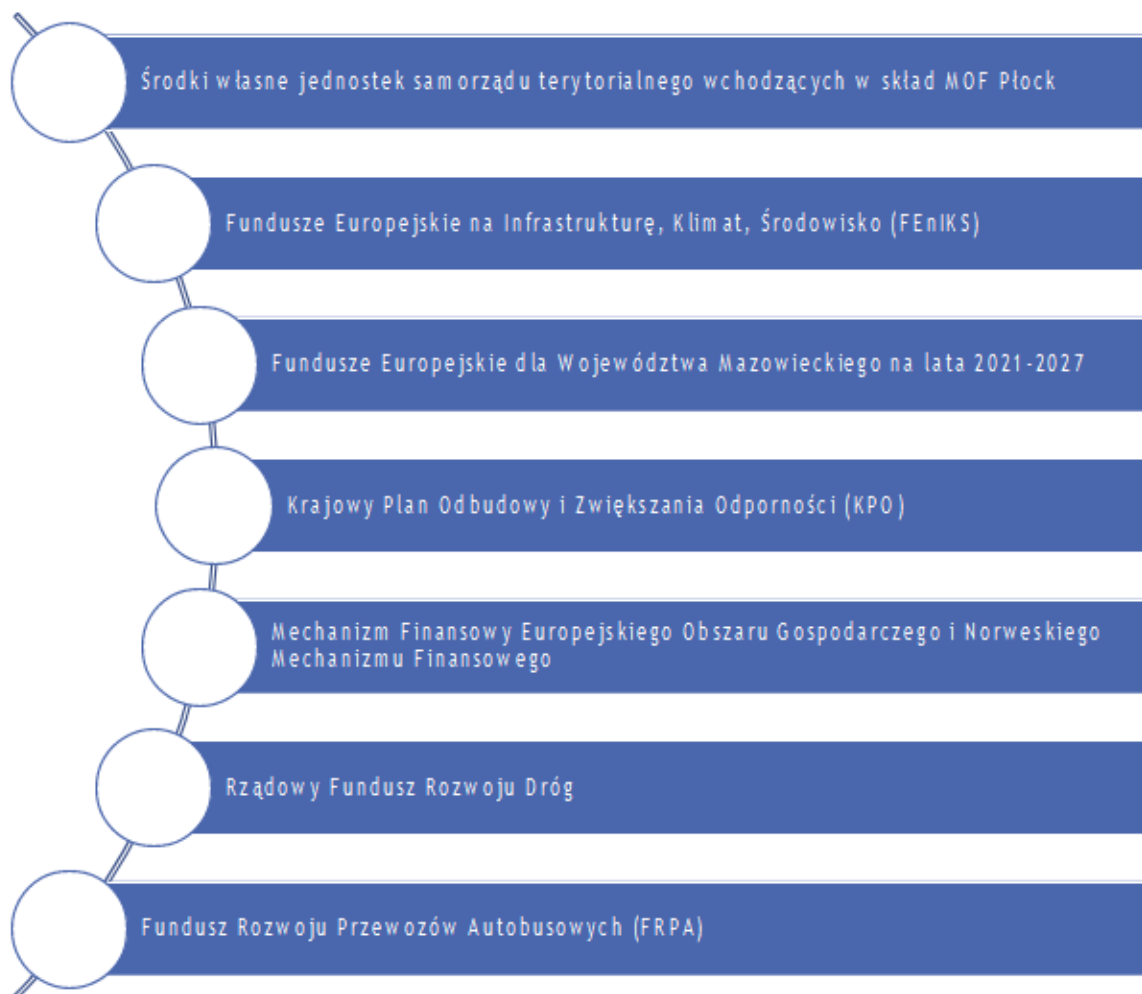 Środki własne jednostek samorządu terytorialnego wchodzących w skład MOF Płock
Fundusze Europejskie na Infrastrukturę, Klimat, Środowisko (FEnIKS)
Fundusze Europejskie dla Województwa Mazowieckiego na lata 2021-2027
Krajowy Plan Odbudowy i Zwiększania Odporności (KPO)
Mechanizm Finansowy Europejskiego Obszaru Gospodarczego i Norweskiego
Mechanizmu Finansowego
Rządowy Fundusz Rozwoju Dróg
Fundusz Rozwoju Przewozów Autobusowych (FRPA)